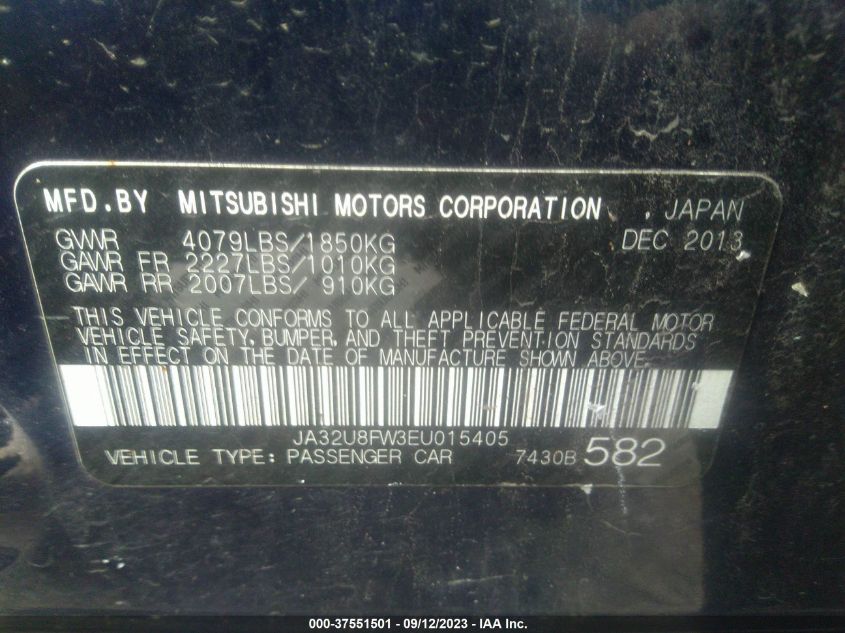 MFD.BY MITSUBISHI MOTORS CORPORATION , JAPAN
GVWR 4079LBS/1850KG DEC 2013
GAWR FR 2227LBS/1010KG
GAWR RR 2007LBS/ 910KG
THIS VEHICLE CONFORMS TO ALL APPLICABLE FEDERAL MOTOR
VEHICLE SAFETY, BUMPER, AND THEFT PREVENTION STANDARDS
IN EFFECT ON THE DATE OF MANUFACTURE SHOWN ABOVE.
JA32U8FW3EU015405
VEHICLE TYPE: PASSENGER CAR 7430B 582
000-37551501 - 09/12/2023 - IAA Inc.